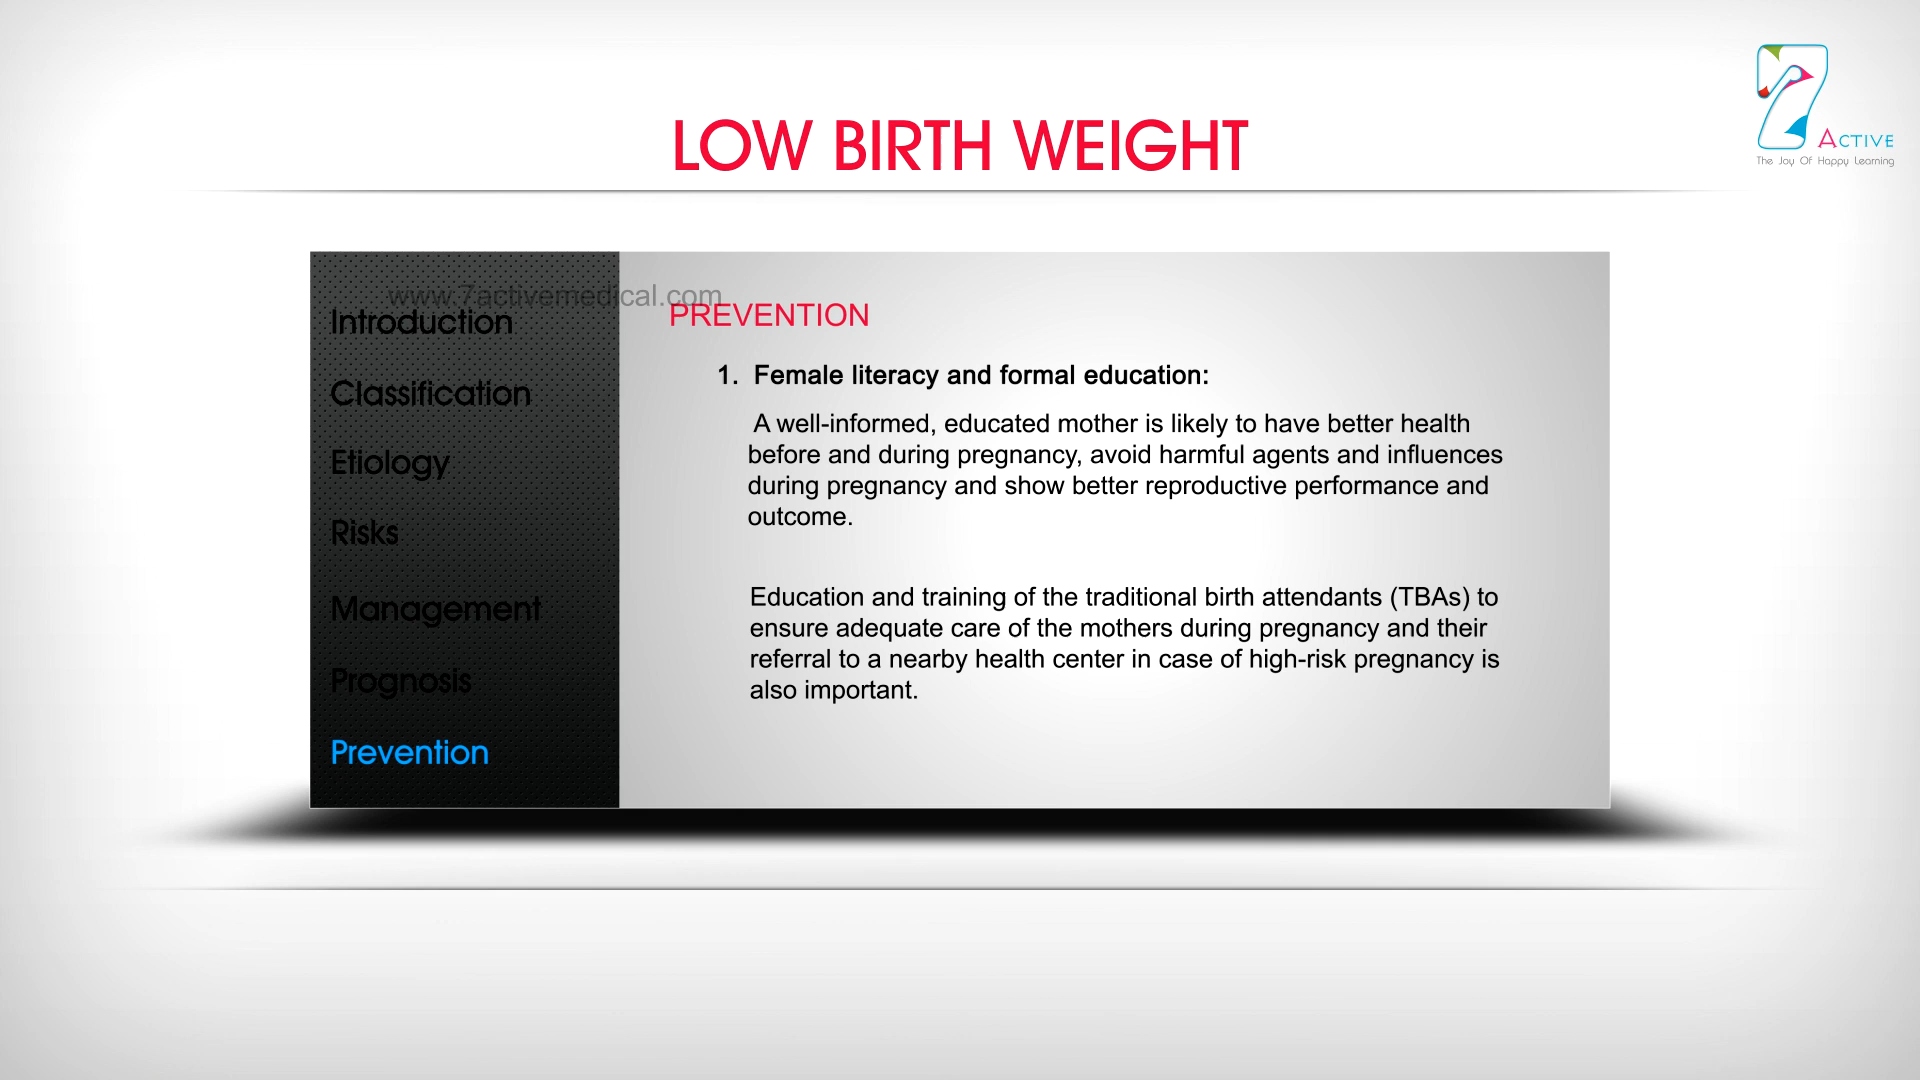 LOW BIRTH WEIGHT
7
ACTIVE
The Joy Of Happy Learning
www.7activemedical.com
Introduction
Classification
Etiology
Risks
Management
Prognosis
Prevention
PREVENTION
1. Female literacy and formal education:
A well-informed, educated mother is likely to have better health
before and during pregnancy, avoid harmful agents and influences
during pregnancy and show better reproductive performance and
outcome.
Education and training of the traditional birth attendants (TBAs) to
ensure adequate care of the mothers during pregnancy and their
referral to a nearby health center in case of high-risk pregnancy is
also important.